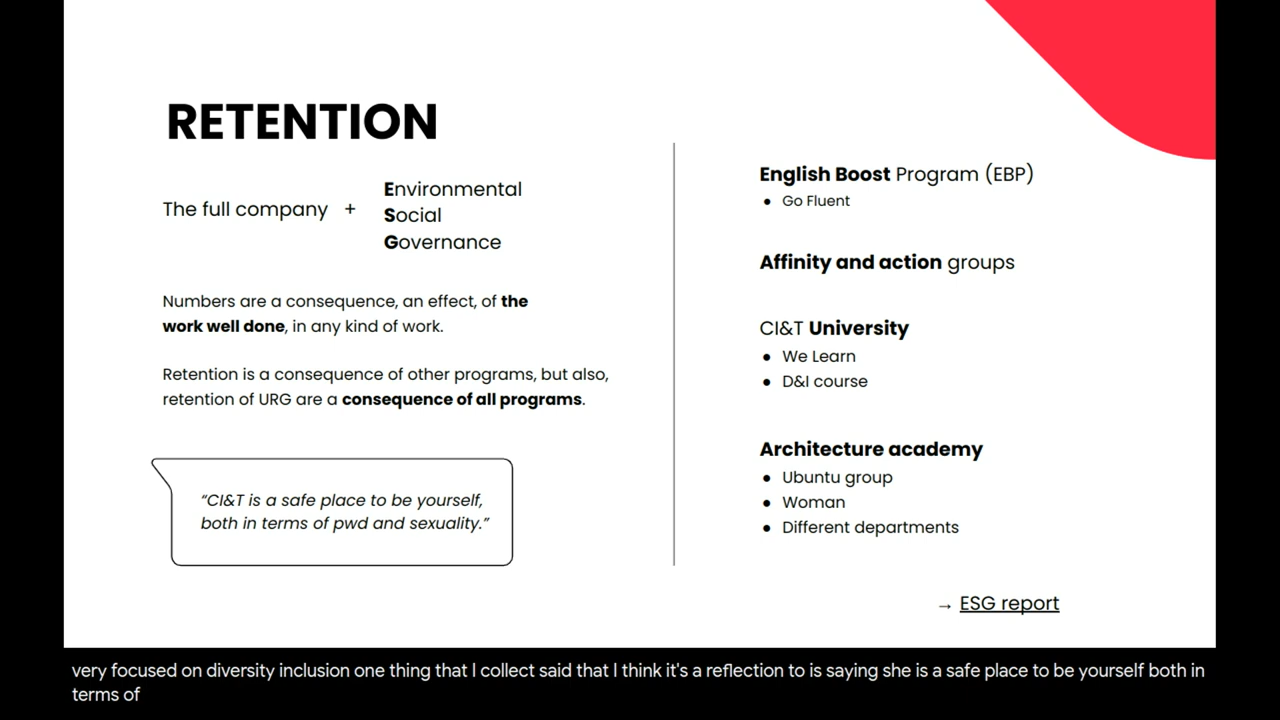 RETENTION
The full company +
Environmental
Social
Governance
Numbers are a consequence, an effect, of the
work well done, in any kind of work.
Retention is a consequence of other programs, but also,
retention of URG are a consequence of all programs.
“CI&T is a safe place to be yourself,
both in terms of pwd and sexuality.”
English Boost Program (EBP)
● Go Fluent
Affinity and action groups
CI&T University
● We Learn
● D&I course
Architecture academy
● Ubuntu group
● Woman
● Different departments
→ ESG report
very focused on diversity inclusion one thing that I collect said that I think it's a reflection to is saying she is a safe place to be yourself both in
terms of